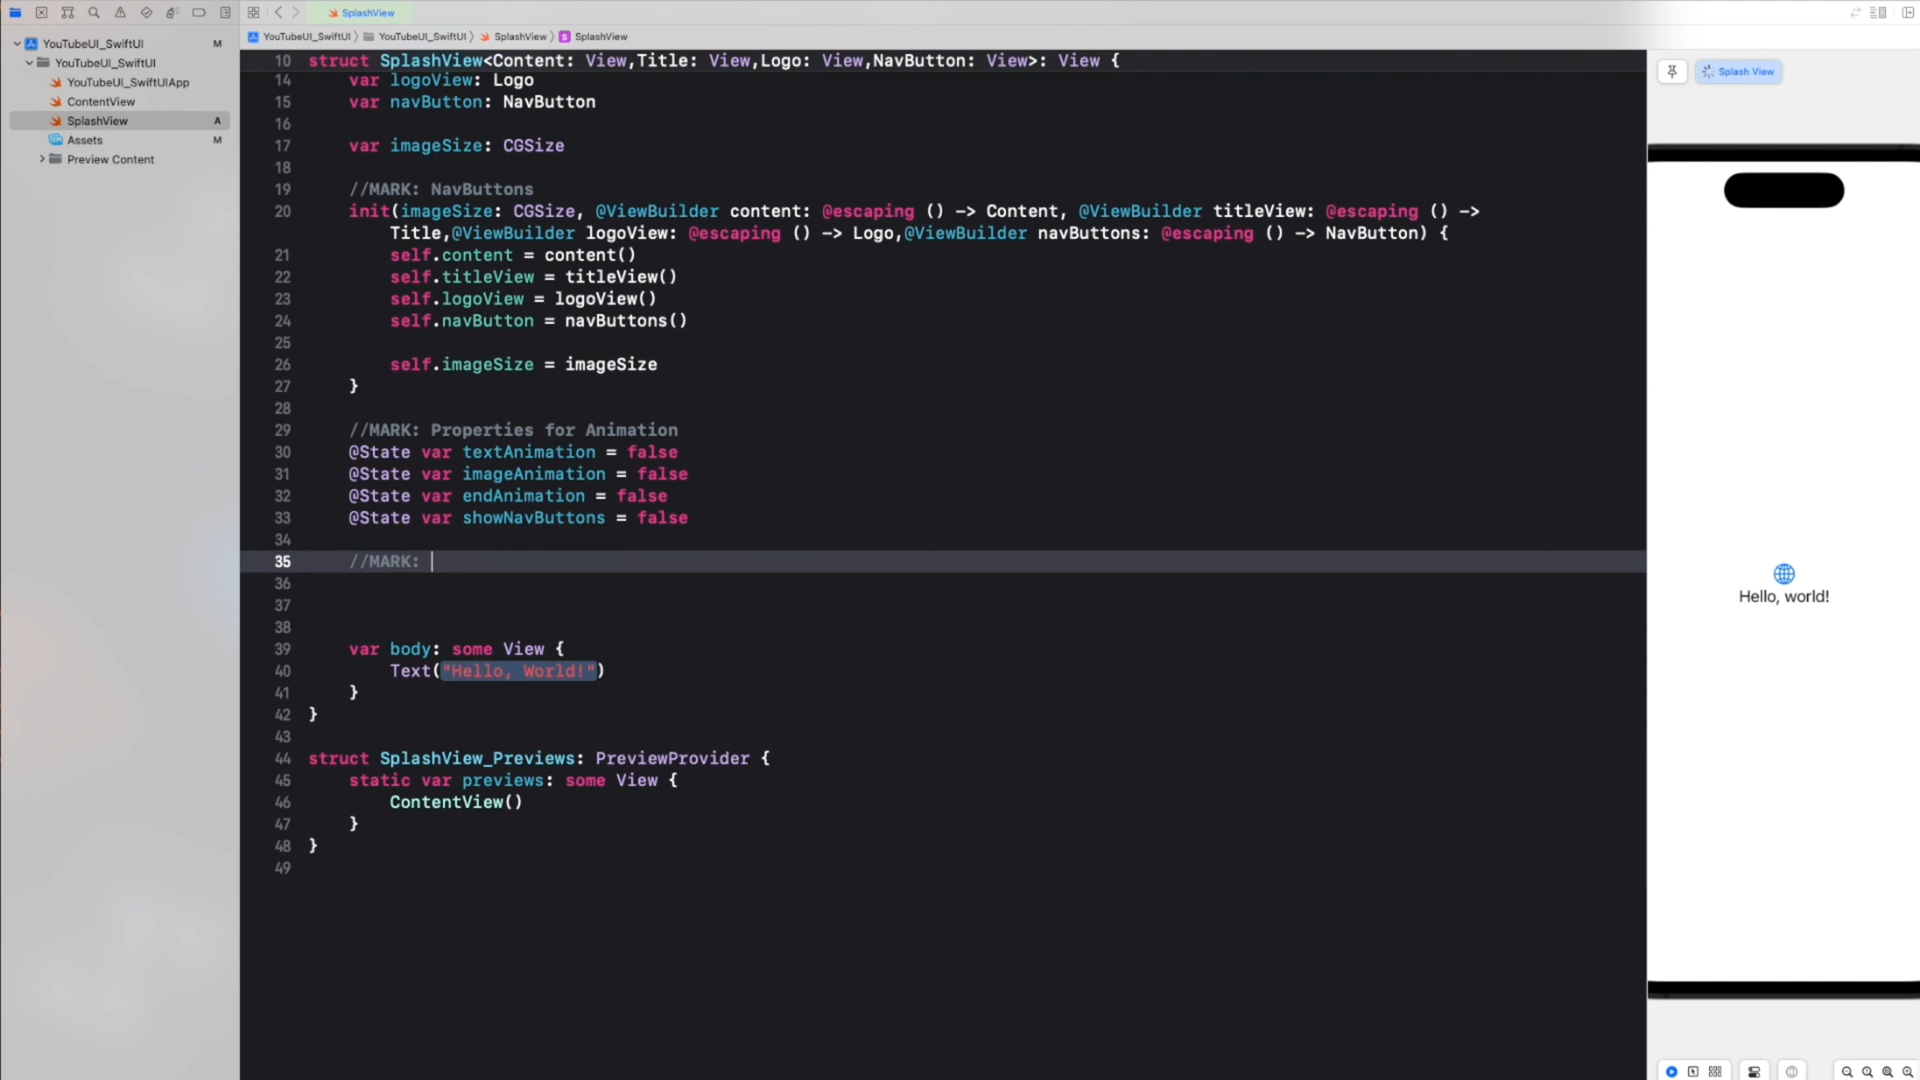 SplashView
YouTubeUI_SwiftUI M
YouTubeUI_SwiftUI
YouTubeUI_SwiftUIApp
ContentView
SplashView A
Assets M
Preview Content
YouTubeUI_SwiftUI YouTubeUI_SwiftUI SplashView SplashView
10 struct SplashView<Content: View,Title: View,Logo: View,NavButton: View>: View {
14 var logoView: Logo
15 var navButton: NavButton
16
17 var imageSize: CGSize
18
19 //MARK: NavButtons
20 init(imageSize: CGSize, @ViewBuilder content: @escaping () -> Content, @ViewBuilder titleView: @escaping () ->
Title,@ViewBuilder logoView: @escaping () -> Logo,@ViewBuilder navButtons: @escaping () -> NavButton) {
21 self.content = content()
22 self.titleView = titleView()
23 self.logoView = logoView()
24 self.navButton = navButtons()
25
26 self.imageSize = imageSize
27 }
28
29 //MARK: Properties for Animation
30 @State var textAnimation = false
31 @State var imageAnimation = false
32 @State var endAnimation = false
33 @State var showNavButtons = false
34
35 //MARK:
36
37
38
39 var body: some View {
40 Text("Hello, World!")
41 }
42 }
43
44 struct SplashView_Previews: PreviewProvider {
45 static var previews: some View {
46 ContentView()
47 }
48 }
49
Splash View
Hello, world!